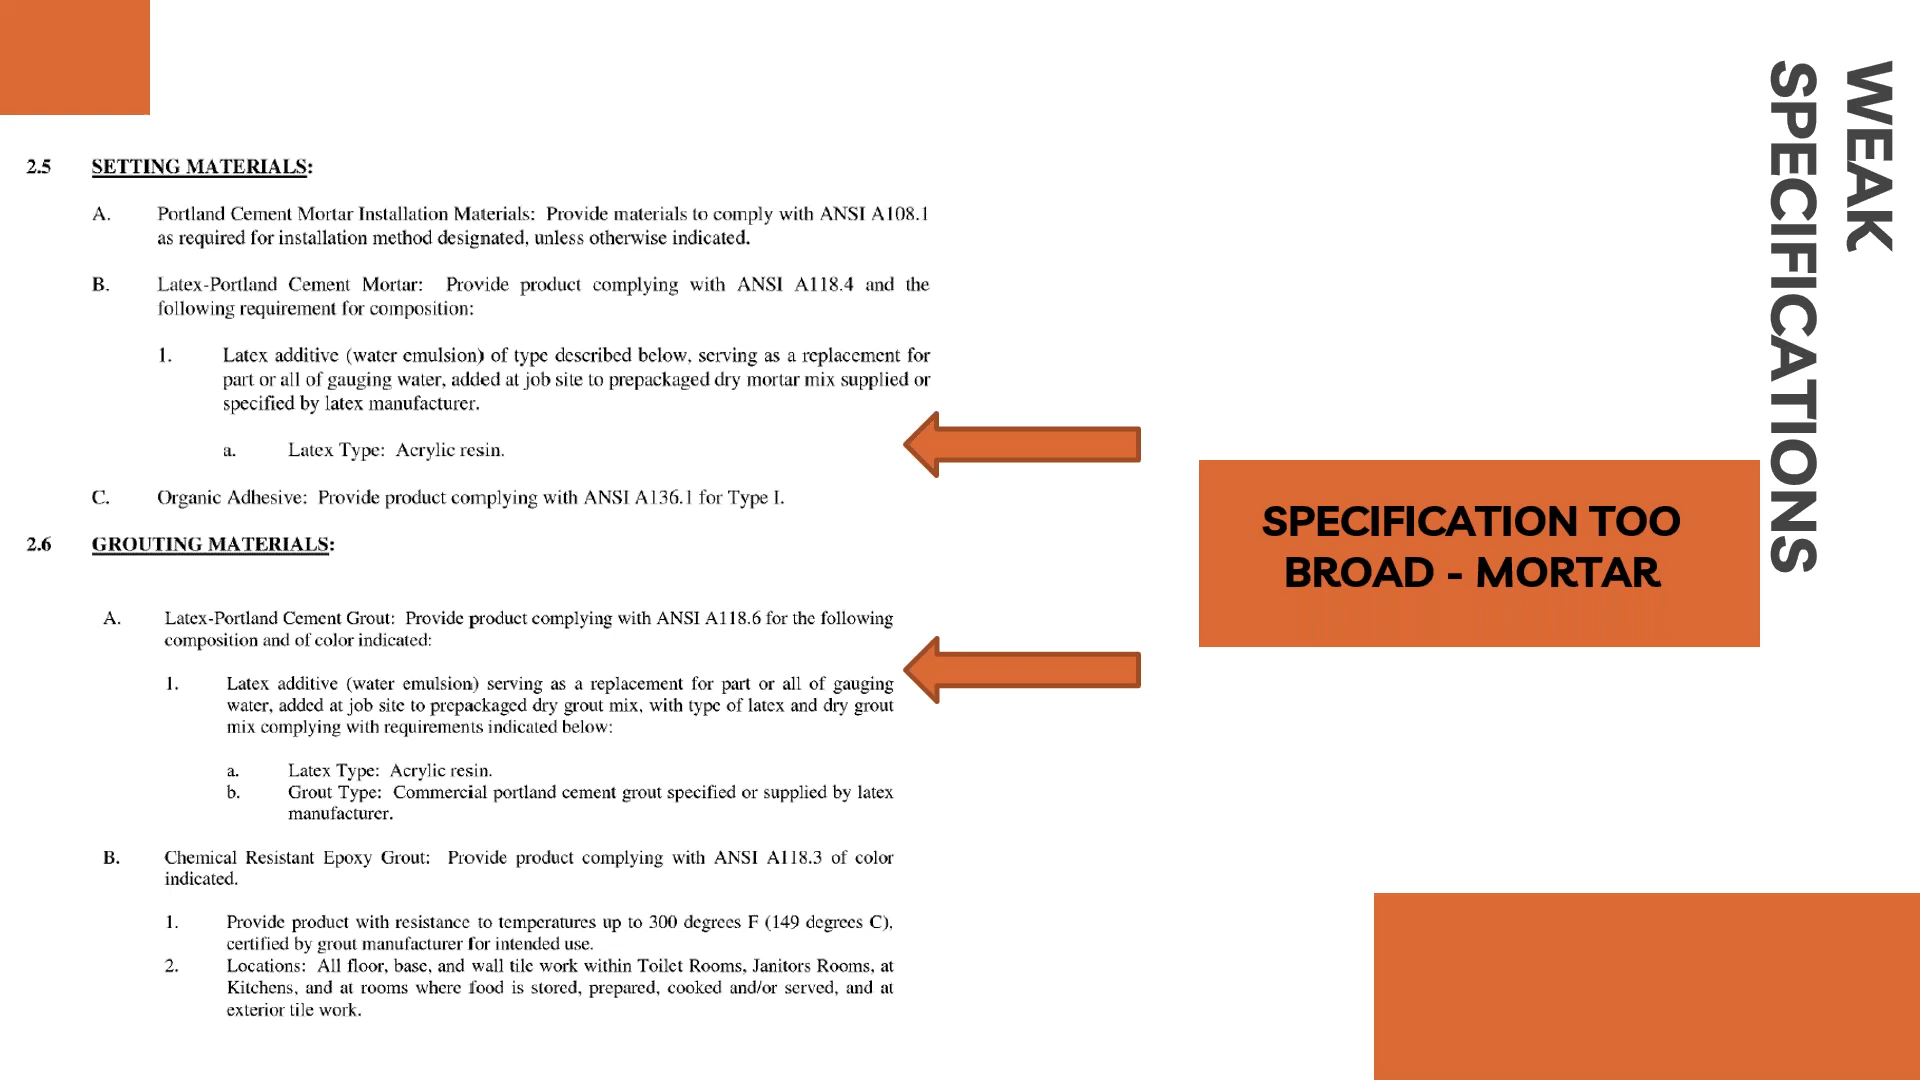 WEAK
SPECIFICATIONS
2.5 SETTING MATERIALS:
A. Portland Cement Mortar Installation Materials: Provide materials to comply with ANSI A108.1
as required for installation method designated, unless otherwise indicated.
B. Latex-Portland Cement Mortar: Provide product complying with ANSI A118.4 and the
following requirement for composition:
1. Latex additive (water emulsion) of type described below, serving as a replacement for
part or all of gauging water, added at job site to prepackaged dry mortar mix supplied or
specified by latex manufacturer.
a. Latex Type: Acrylic resin.
C. Organic Adhesive: Provide product complying with ANSI A136.1 for Type I.
2.6 GROUTING MATERIALS:
A. Latex-Portland Cement Grout: Provide product complying with ANSI A118.6 for the following
composition and of color indicated:
1. Latex additive (water emulsion) serving as a replacement for part or all of gauging
water, added at job site to prepackaged dry grout mix, with type of latex and dry grout
mix complying with requirements indicated below:
a. Latex Type: Acrylic resin.
b. Grout Type: Commercial portland cement grout specified or supplied by latex
manufacturer.
B. Chemical Resistant Epoxy Grout: Provide product complying with ANSI A118.3 of color
indicated.
1. Provide product with resistance to temperatures up to 300 degrees F (149 degrees C),
certified by grout manufacturer for intended use.
2. Locations: All floor, base, and wall tile work within Toilet Rooms, Janitors Rooms, at
Kitchens, and at rooms where food is stored, prepared, cooked and/or served, and at
exterior tile work.
SPECIFICATION TOO
BROAD - MORTAR